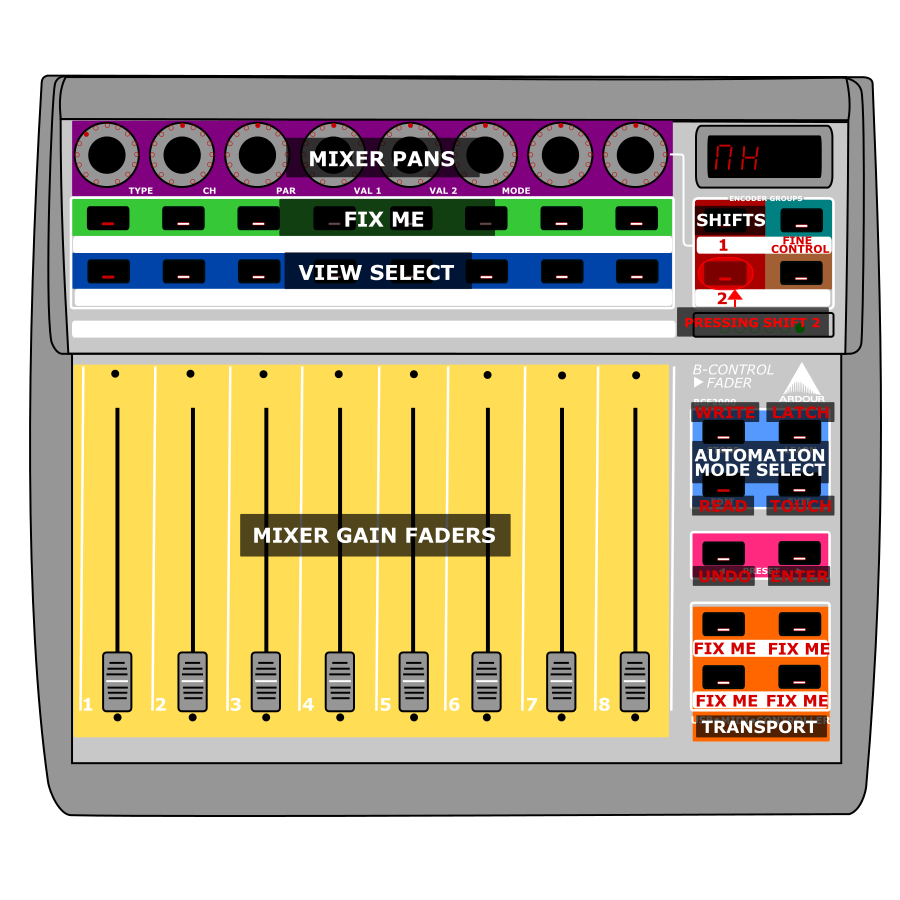 MIXER PANS
TYPE CH PAR VAL 1 VAL 2 MODE
ENCODER GROUPS
FIX ME
SHIFTS
1
FINE
CONTROL
VIEW SELECT
2
PRESSING SHIFT 2
B-CONTROL
FADER
ARDOUR
BCF2000
WRITE LATCH
AUTOMATION
MODE SELECT
READ TOUCH
MIXER GAIN FADERS
PRESET
UNDO ENTER
FIX ME FIX ME
FIX ME FIX ME
1 2 3 4 5 6 7 8
TRANSPORT